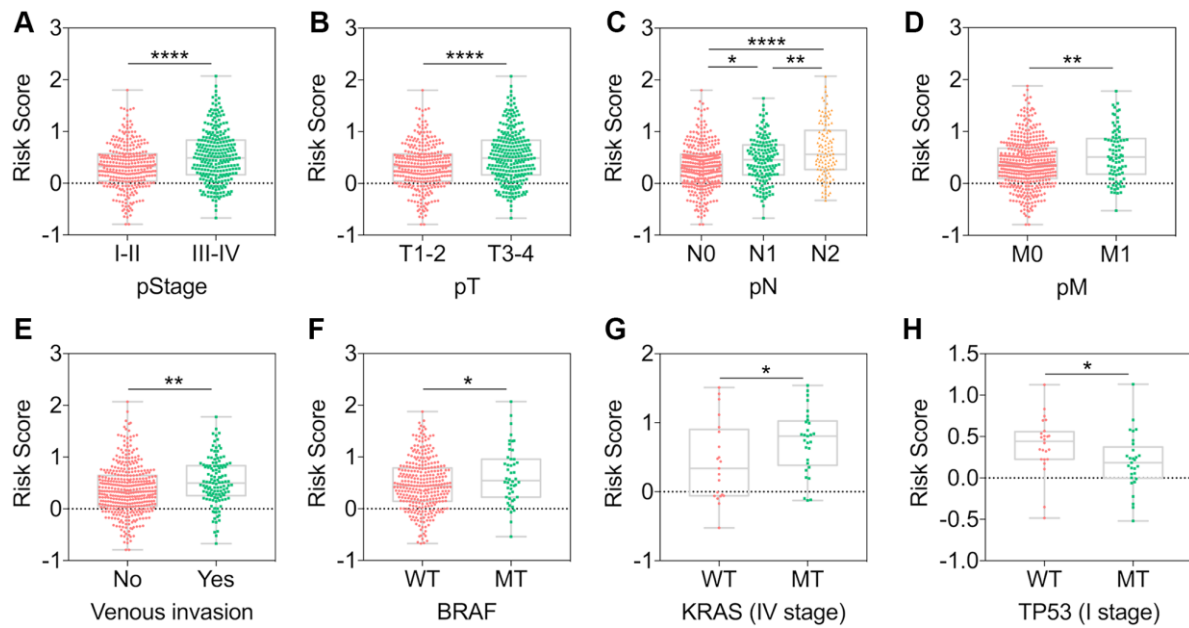 A
B
C
D
3
2
1
0
-1
Risk Score
****
I-II III-IV
pStage
3
2
1
0
-1
Risk Score
****
T1-2 T3-4
pT
3
2
1
0
-1
Risk Score
****
* **
N0 N1 N2
pN
3
2
1
0
-1
Risk Score
**
M0 M1
pM
E
F
G
H
3
2
1
0
-1
Risk Score
**
No Yes
Venous invasion
3
2
1
0
-1
Risk Score
*
WT MT
BRAF
2
1
0
-1
Risk Score
*
WT MT
KRAS (IV stage)
1.5
1.0
0.5
0.0
-0.5
-1.0
Risk Score
*
WT MT
TP53 (I stage)